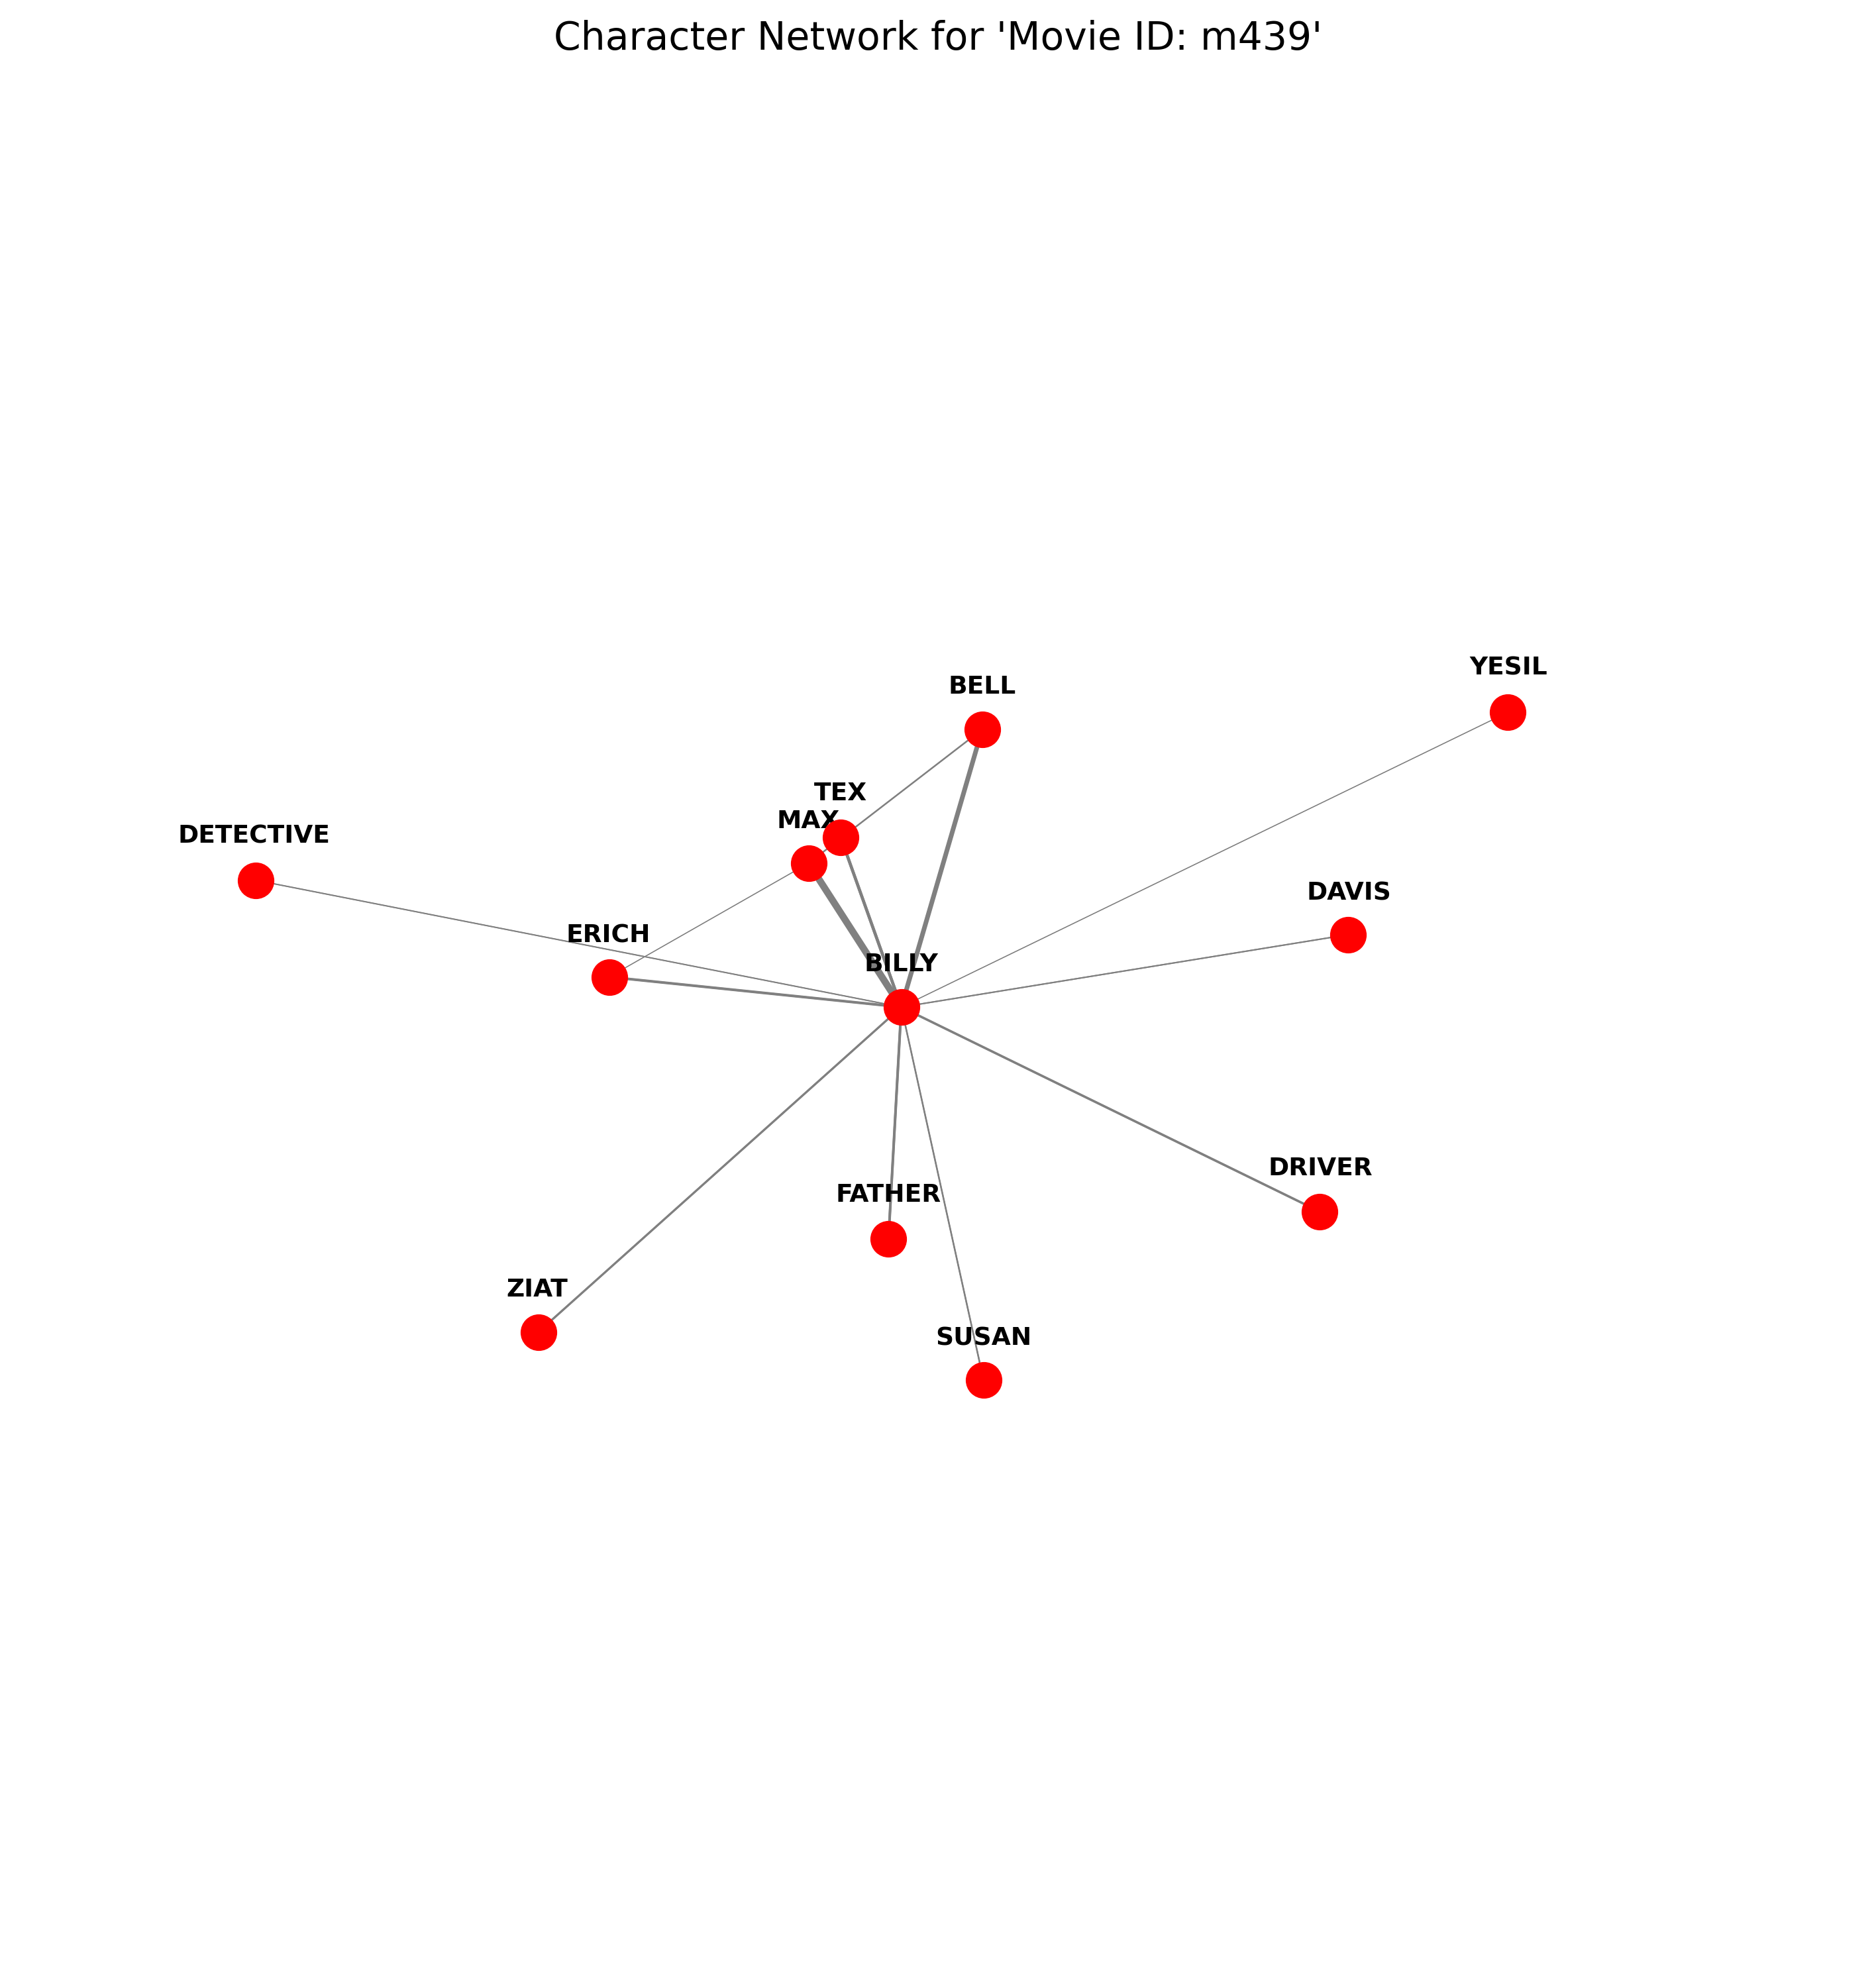 Character Network for 'Movie ID: m439'
YESIL
BELL
TEX
MAX
DETECTIVE
DAVIS
ERICH
BILLY
DRIVER
FATHER
ZIAT
SUSAN